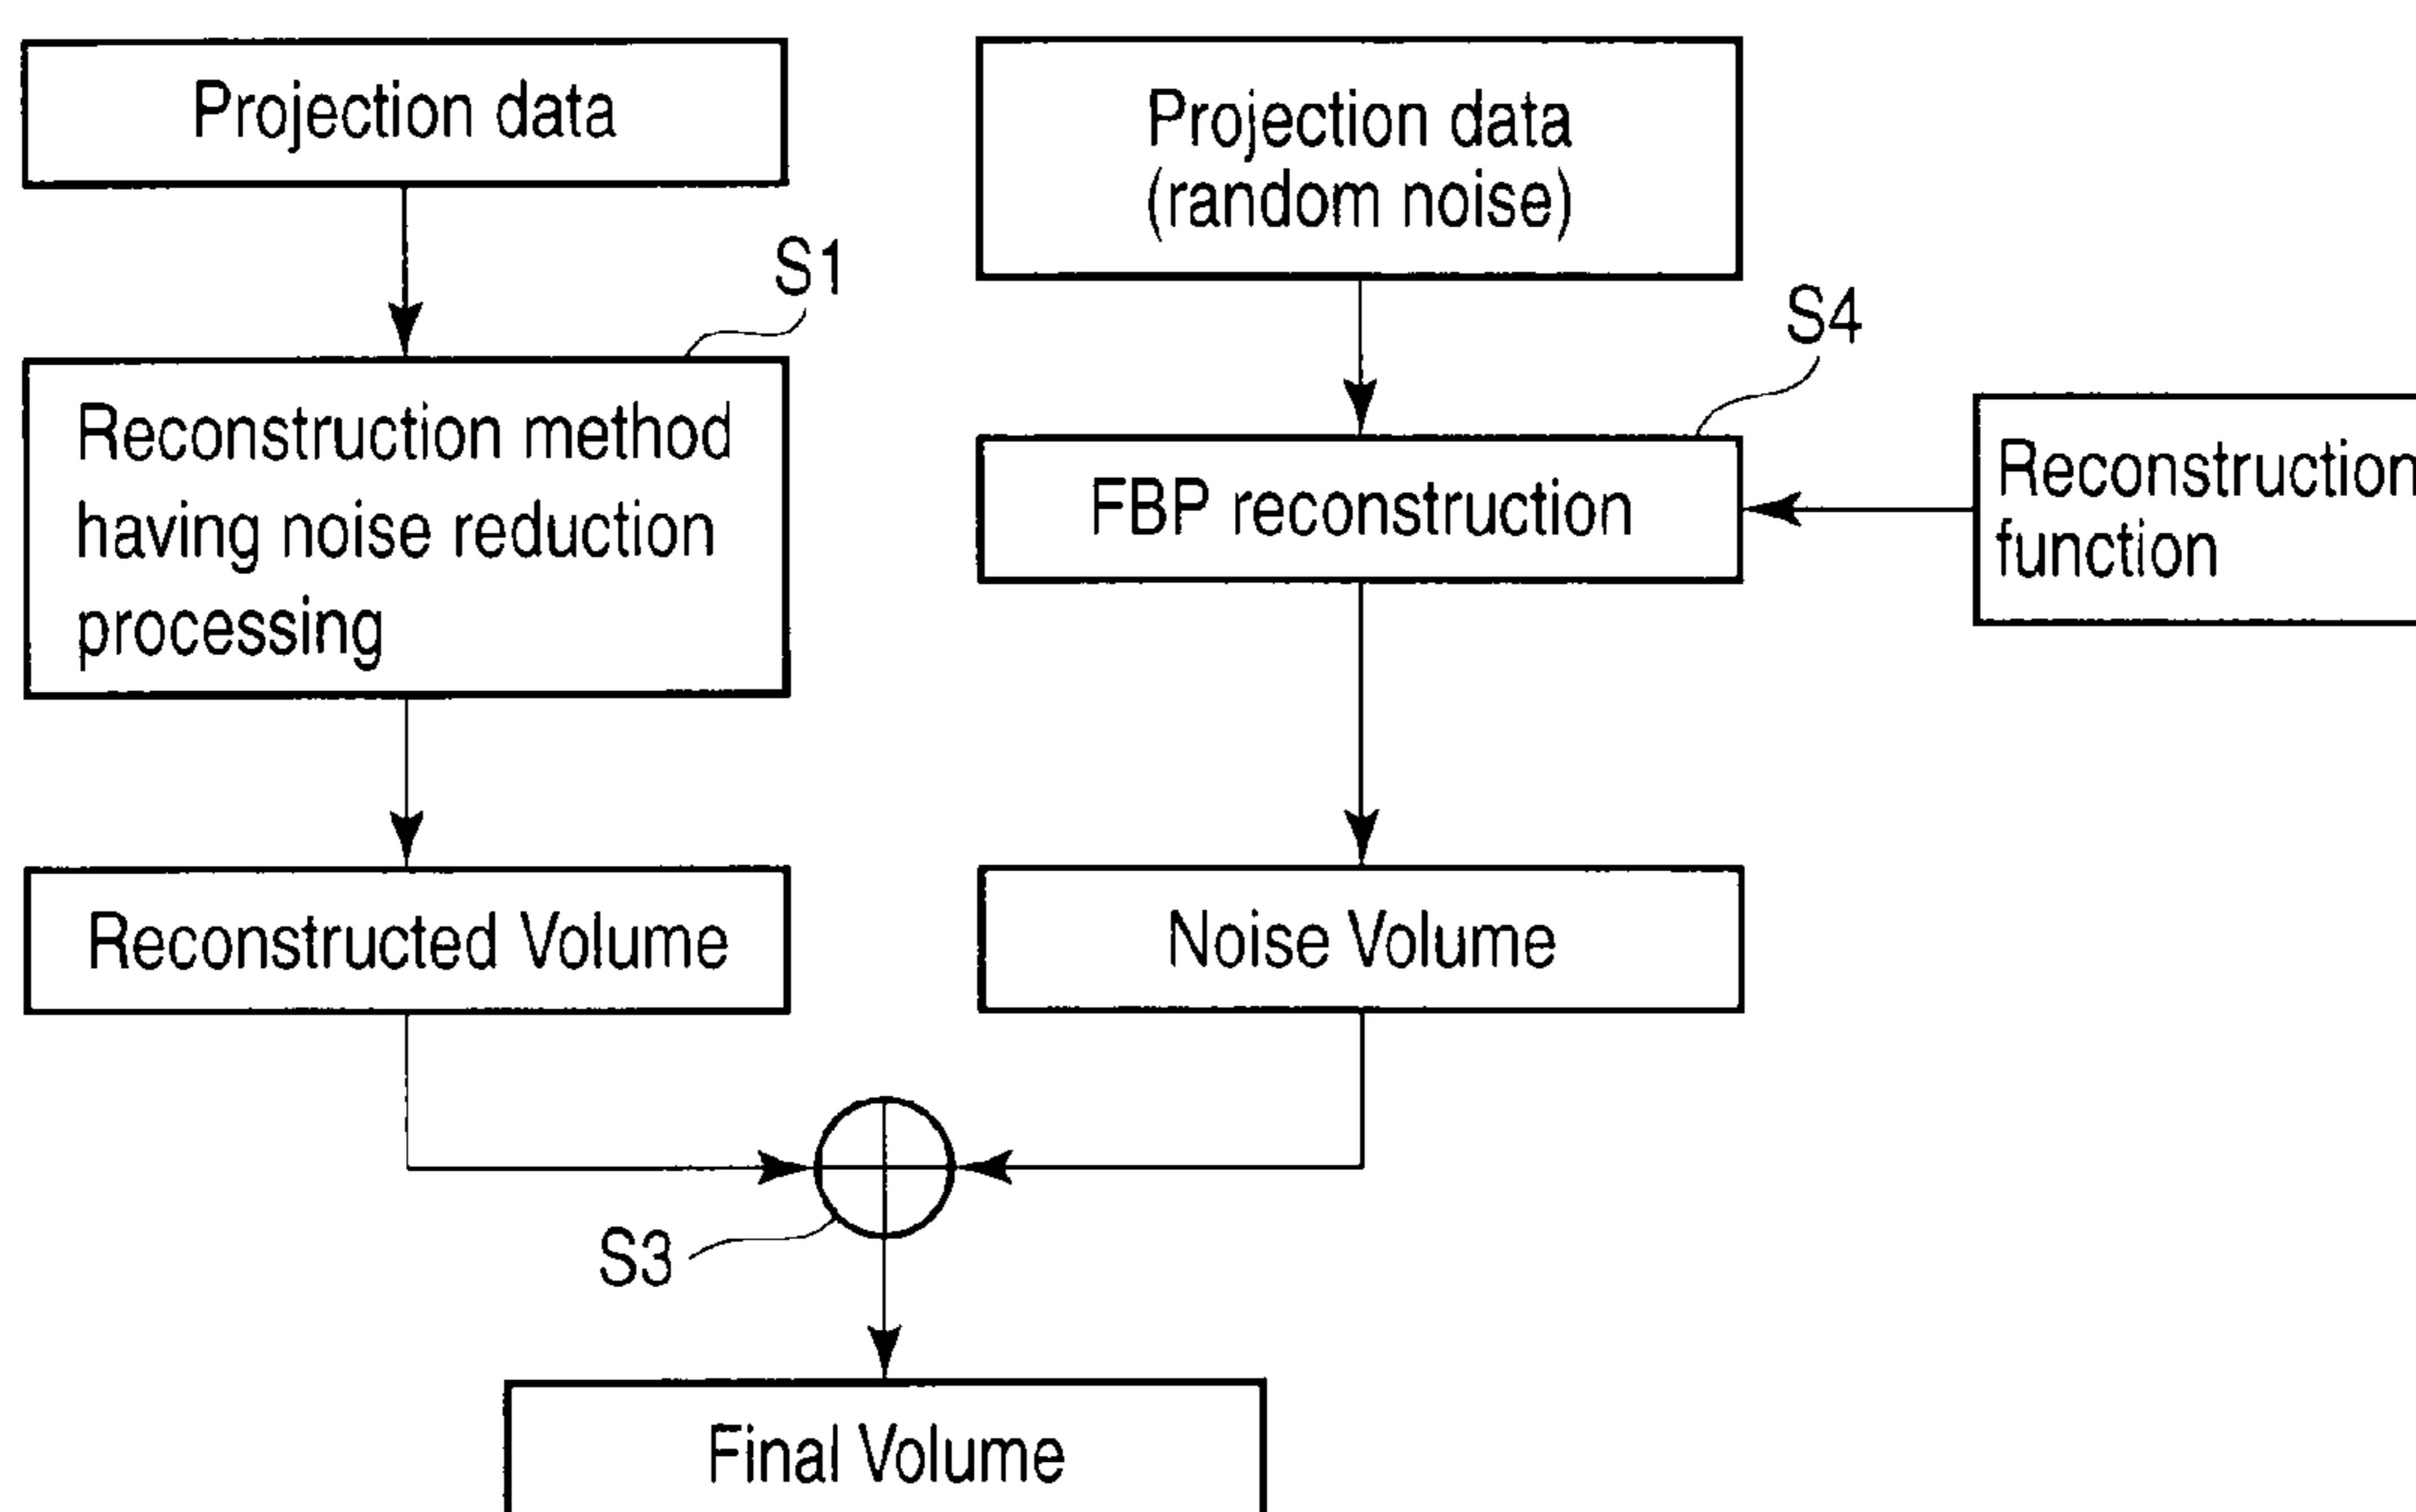 Projection data
Projection data
(random noise)
S1
S4
Reconstruction method
having noise reduction
processing
FBP reconstruction
Reconstruction
function
Reconstructed Volume
Noise Volume
S3
Final Volume